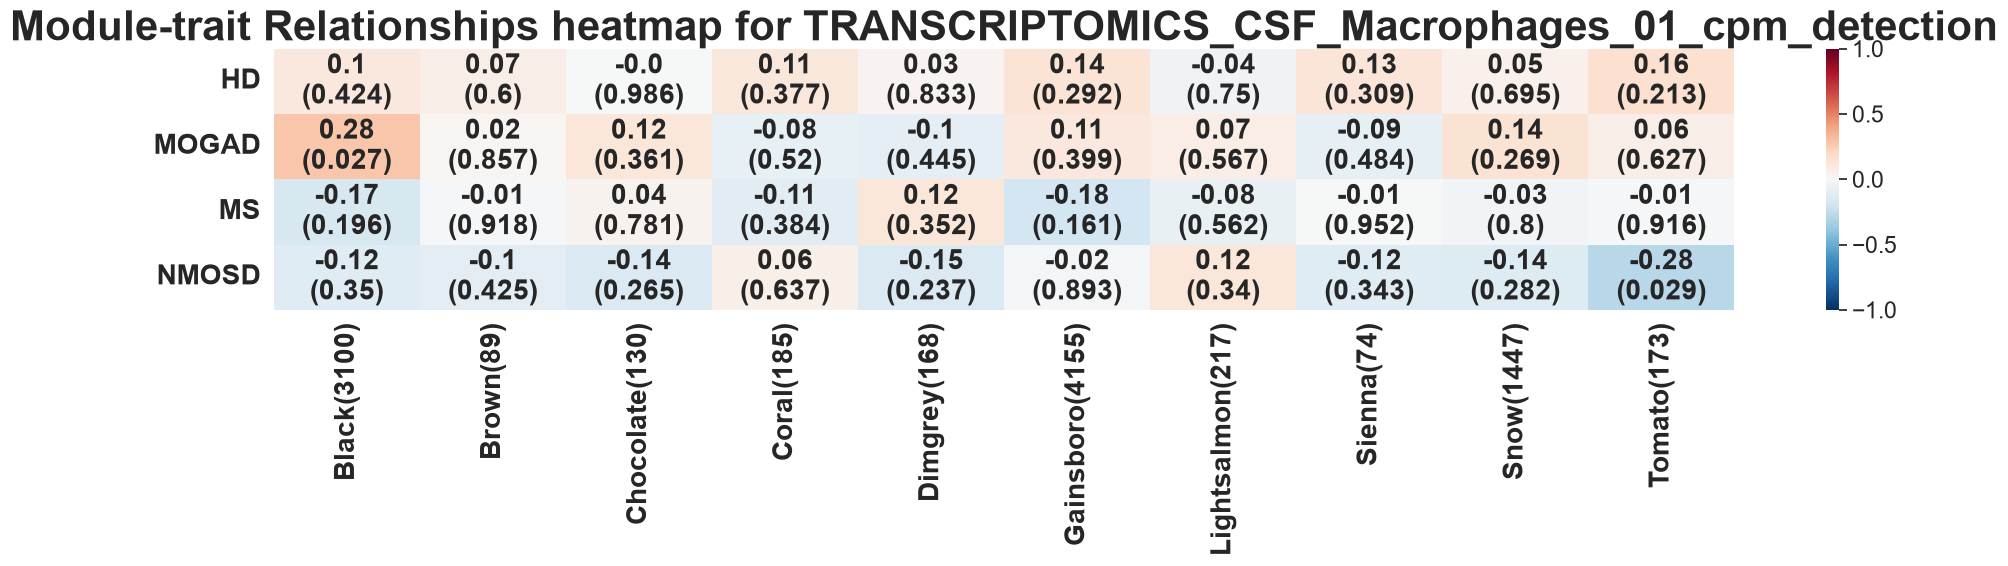 Module-trait Relationships heatmap for TRANSCRIPTOMICS_CSF_Macrophages_01_cpm_detection
HD
0.1 0.07 -0.0 0.11 0.03 0.14 -0.04 0.13 0.05 0.16
(0.424) (0.6) (0.986) (0.377) (0.833) (0.292) (0.75) (0.309) (0.695) (0.213)
MOGAD
0.28 0.02 0.12 -0.08 -0.1 0.11 0.07 -0.09 0.14 0.06
(0.027) (0.857) (0.361) (0.52) (0.445) (0.399) (0.567) (0.484) (0.269) (0.627)
MS
-0.17 -0.01 0.04 -0.11 0.12 -0.18 -0.08 -0.01 -0.03 -0.01
(0.196) (0.918) (0.781) (0.384) (0.352) (0.161) (0.562) (0.952) (0.8) (0.916)
NMOSD
-0.12 -0.1 -0.14 0.06 -0.15 -0.02 0.12 -0.12 -0.14 -0.28
(0.35) (0.425) (0.265) (0.637) (0.237) (0.893) (0.34) (0.343) (0.282) (0.029)
Black(3100)
Brown(89)
Chocolate(130)
Coral(185)
Dimgrey(168)
Gainsboro(4155)
Lightsalmon(217)
Sienna(74)
Snow(1447)
Tomato(173)
1.0
0.5
0.0
−0.5
−1.0